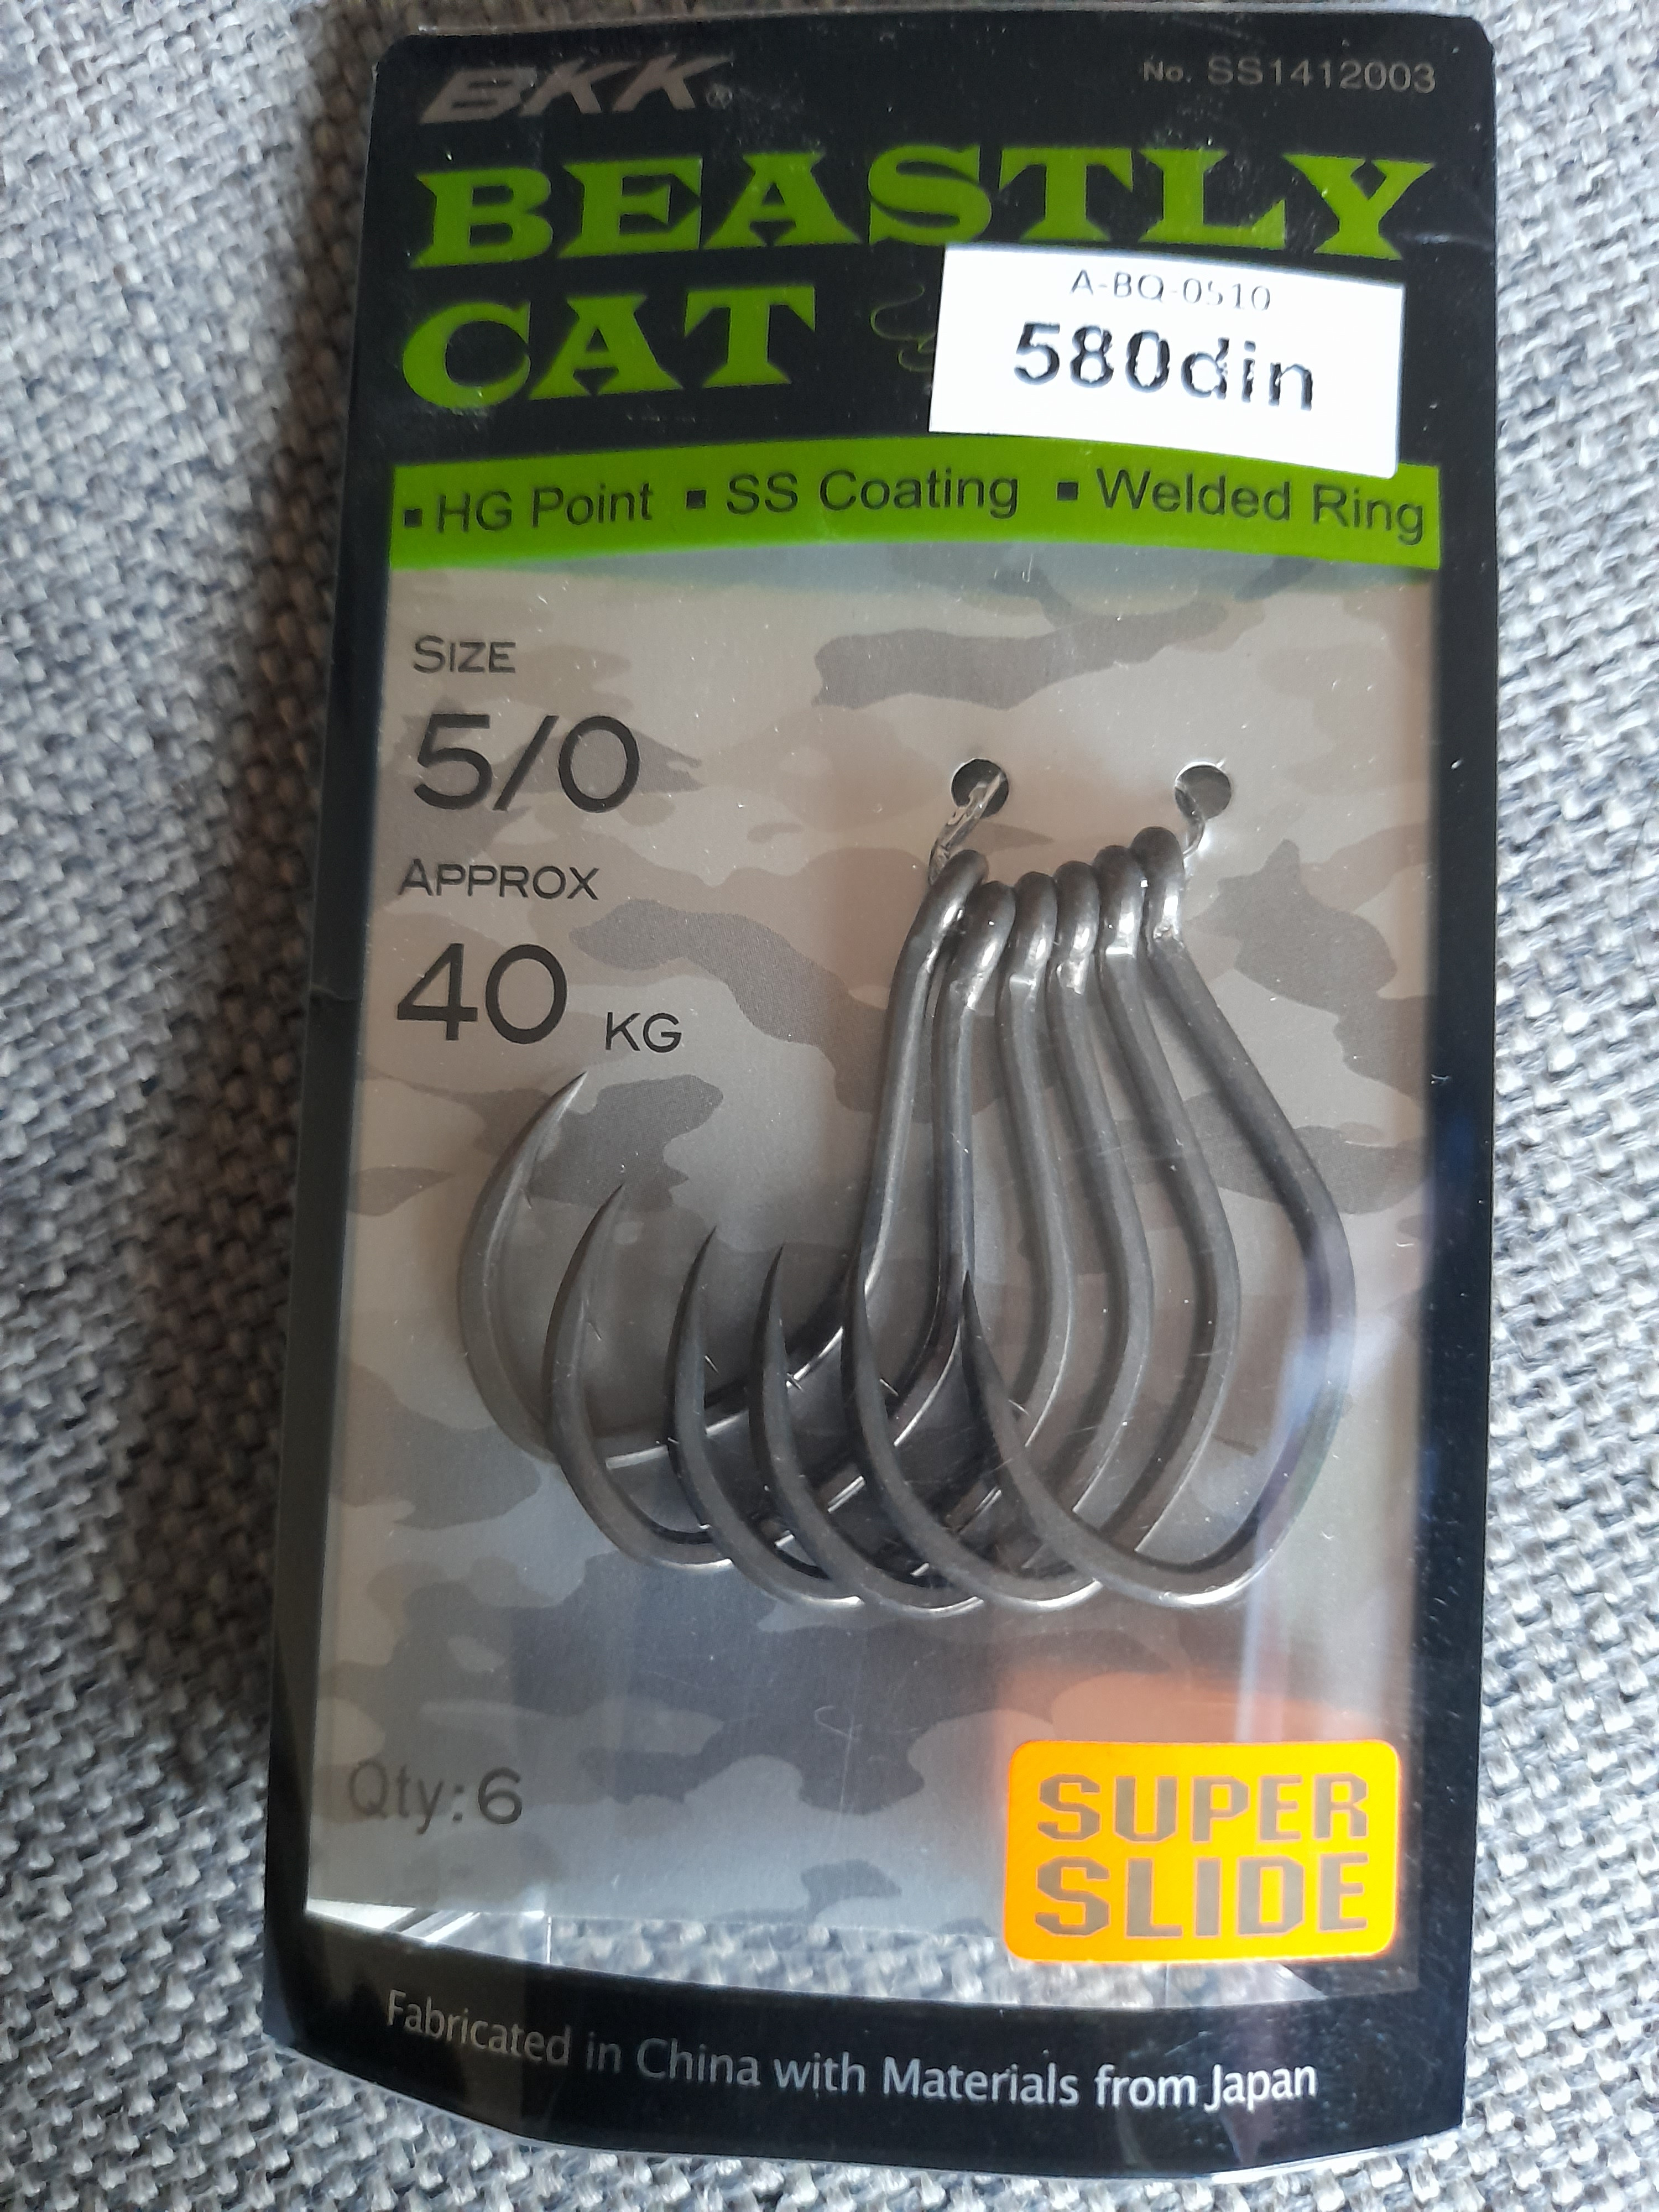 BKK®
No. SS1412003
BEASTLY
CAT
A-BQ-0510
580din
▪ HG Point ▪ SS Coating ▪ Welded Ring
SIZE
5/0
APPROX
40 KG
Qty: 6
SUPER
SLIDE
Fabricated in China with Materials from Japan